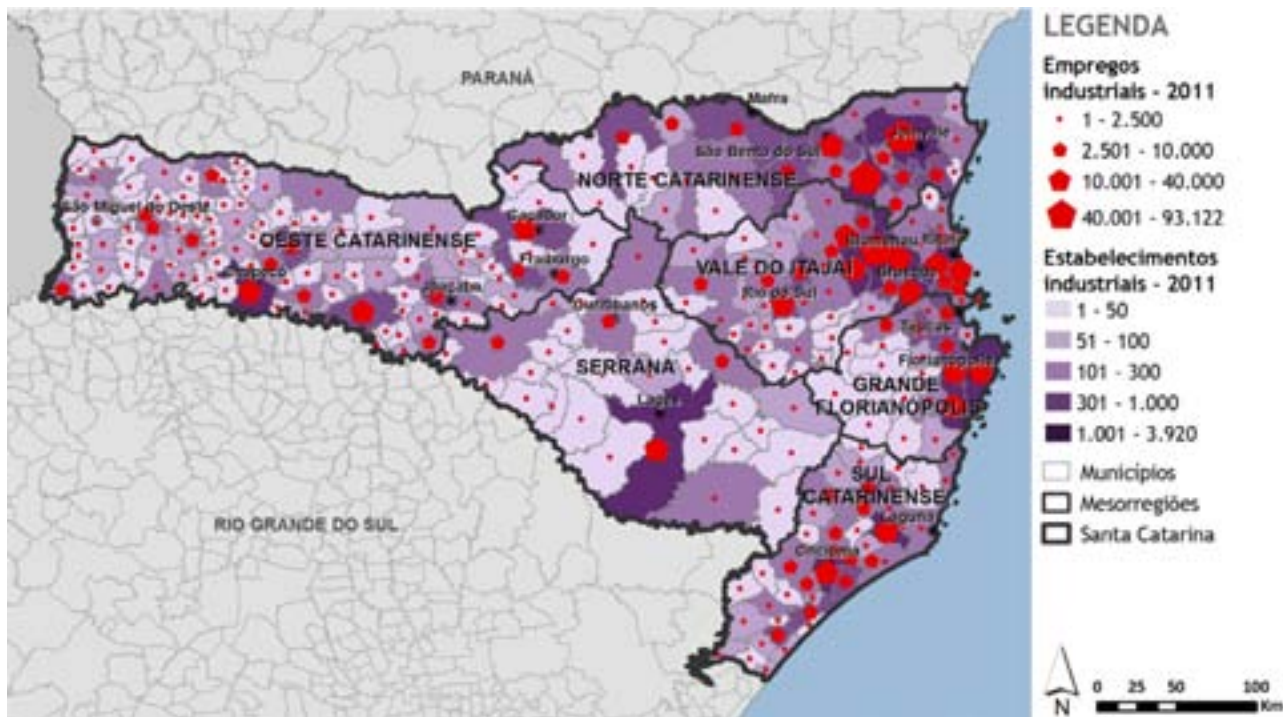 PARANÁ
Mafra
Joinville
São Bento do Sul
NORTE CATARINENSE
São Miguel do Oeste
Caçador
OESTE CATARINENSE
Blumenau
Fraiburgo
VALE DO ITAJAÍ
Brusque
Chapecó
Rio do Sul
Curitibanos
Tijucas
SERRANA
Florianópolis
GRANDE
FLORIANÓPOLIS
Lages
SUL
CATARINENSE
Laguna
RIO GRANDE DO SUL
Criciúma
LEGENDA
Empregos
industriais - 2011
1 - 2.500
2.501 - 10.000
10.001 - 40.000
40.001 - 93.122
Estabelecimentos
industriais - 2011
1 - 50
51 - 100
101 - 300
301 - 1.000
1.001 - 3.920
Municípios
Mesorregiões
Santa Catarina
N
0 25 50 100
Km